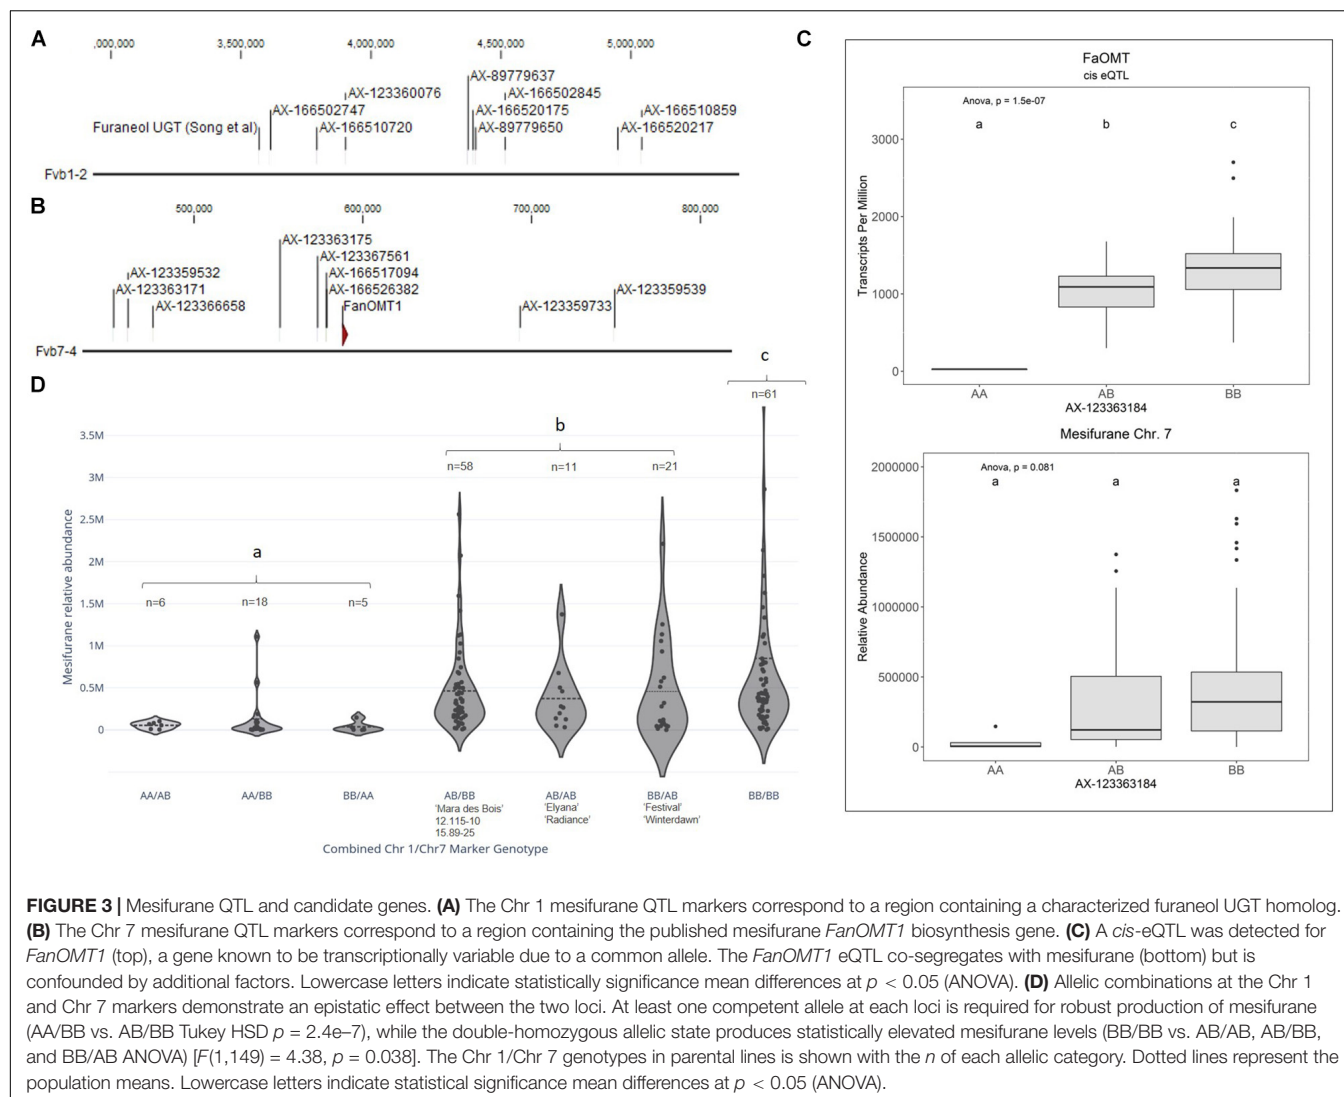 A
,000,000 3,500,000 4,000,000 4,500,000 5,000,000
AX-89779637
AX-123360076 AX-166502845
AX-166502747 AX-166520175 AX-166510859
Furaneol UGT (Song et al) AX-166510720 AX-89779650 AX-166520217
Fvb1-2
B
500,000 600,000 700,000 800,000
AX-123363175
AX-123367561
AX-123359532 AX-166517094
AX-123363171 AX-166526382 AX-123359539
AX-123366658 FanOMT1 AX-123359733
Fvb7-4
C
FaOMT
cis eQTL
Anova, p = 1.5e-07
a b c
Transcripts Per Million
3000
2000
1000
0
AA AB BB
AX-123363184
Mesifurane Chr. 7
Anova, p = 0.081
a a a
Relative Abundance
2000000
1500000
1000000
500000
0
AA AB BB
AX-123363184
D
c
n=61
b
n=58 n=11 n=21
a
n=6 n=18 n=5
Mesifurane relative abundance
3.5M
3M
2.5M
2M
1.5M
1M
0.5M
0
AA/AB AA/BB BB/AA AB/BB AB/AB BB/AB BB/BB
'Mara des Bois' 'Elyana' 'Festival'
12.115-10 'Radiance' 'Winterdawn'
15.89-25
Combined Chr 1/Chr7 Marker Genotype
FIGURE 3 | Mesifurane QTL and candidate genes. (A) The Chr 1 mesifurane QTL markers correspond to a region containing a characterized furaneol UGT homolog.
(B) The Chr 7 mesifurane QTL markers correspond to a region containing the published mesifurane FanOMT1 biosynthesis gene. (C) A cis-eQTL was detected for
FanOMT1 (top), a gene known to be transcriptionally variable due to a common allele. The FanOMT1 eQTL co-segregates with mesifurane (bottom) but is
confounded by additional factors. Lowercase letters indicate statistically significance mean differences at p < 0.05 (ANOVA). (D) Allelic combinations at the Chr 1
and Chr 7 markers demonstrate an epistatic effect between the two loci. At least one competent allele at each loci is required for robust production of mesifurane
(AA/BB vs. AB/BB Tukey HSD p = 2.4e–7), while the double-homozygous allelic state produces statistically elevated mesifurane levels (BB/BB vs. AB/AB, AB/BB,
and BB/AB ANOVA) [F(1,149) = 4.38, p = 0.038]. The Chr 1/Chr 7 genotypes in parental lines is shown with the n of each allelic category. Dotted lines represent the
population means. Lowercase letters indicate statistical significance mean differences at p < 0.05 (ANOVA).